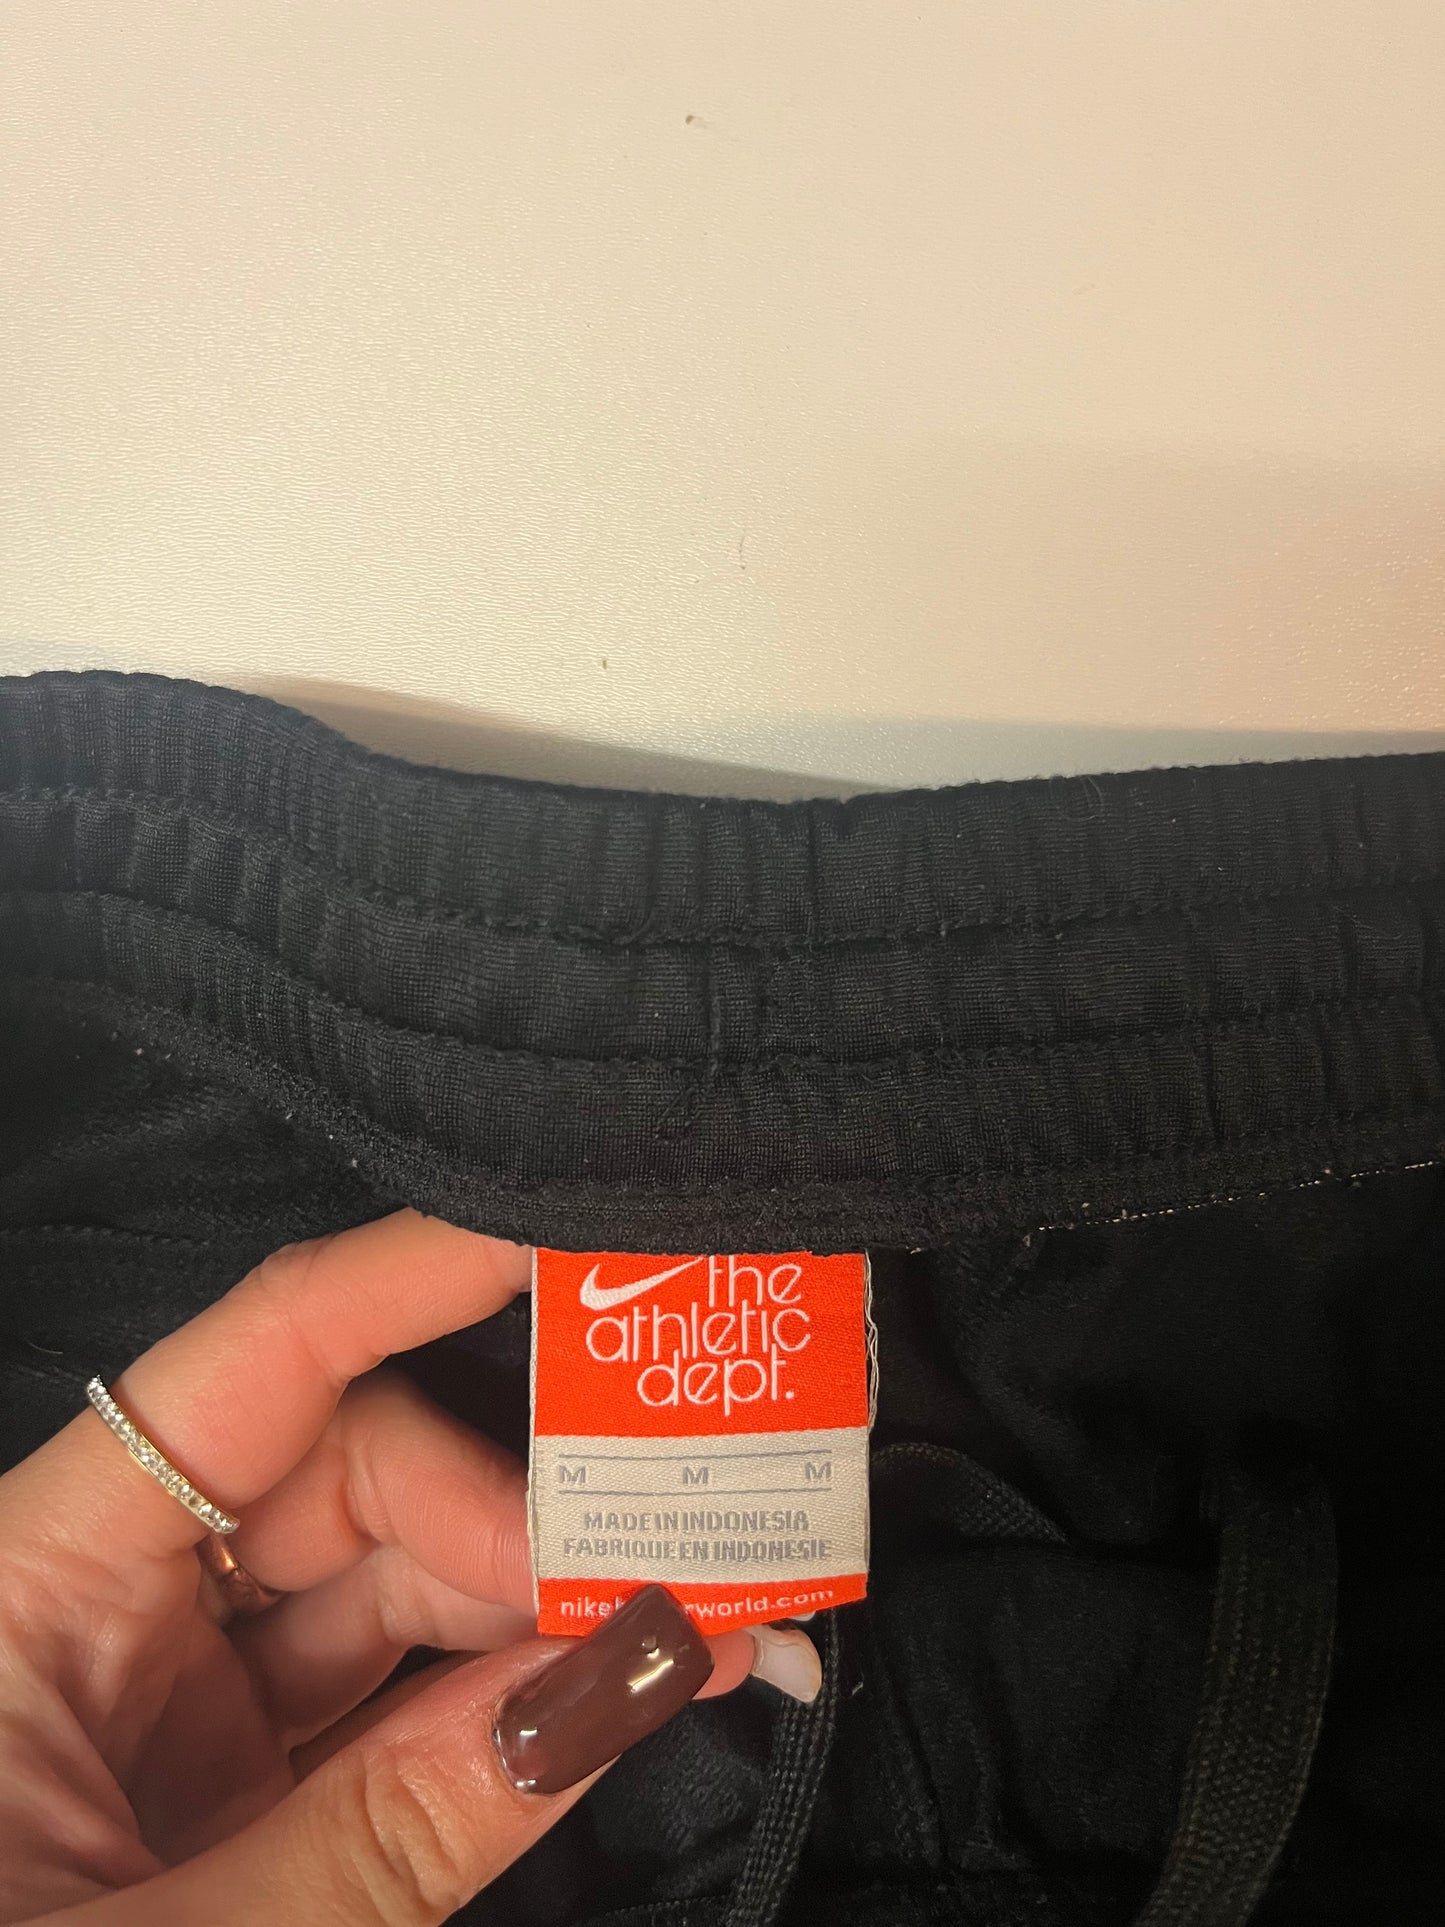 the
athletic
dept.
M M M
MADE IN INDONESIA
FABRIQUE EN INDONESIE